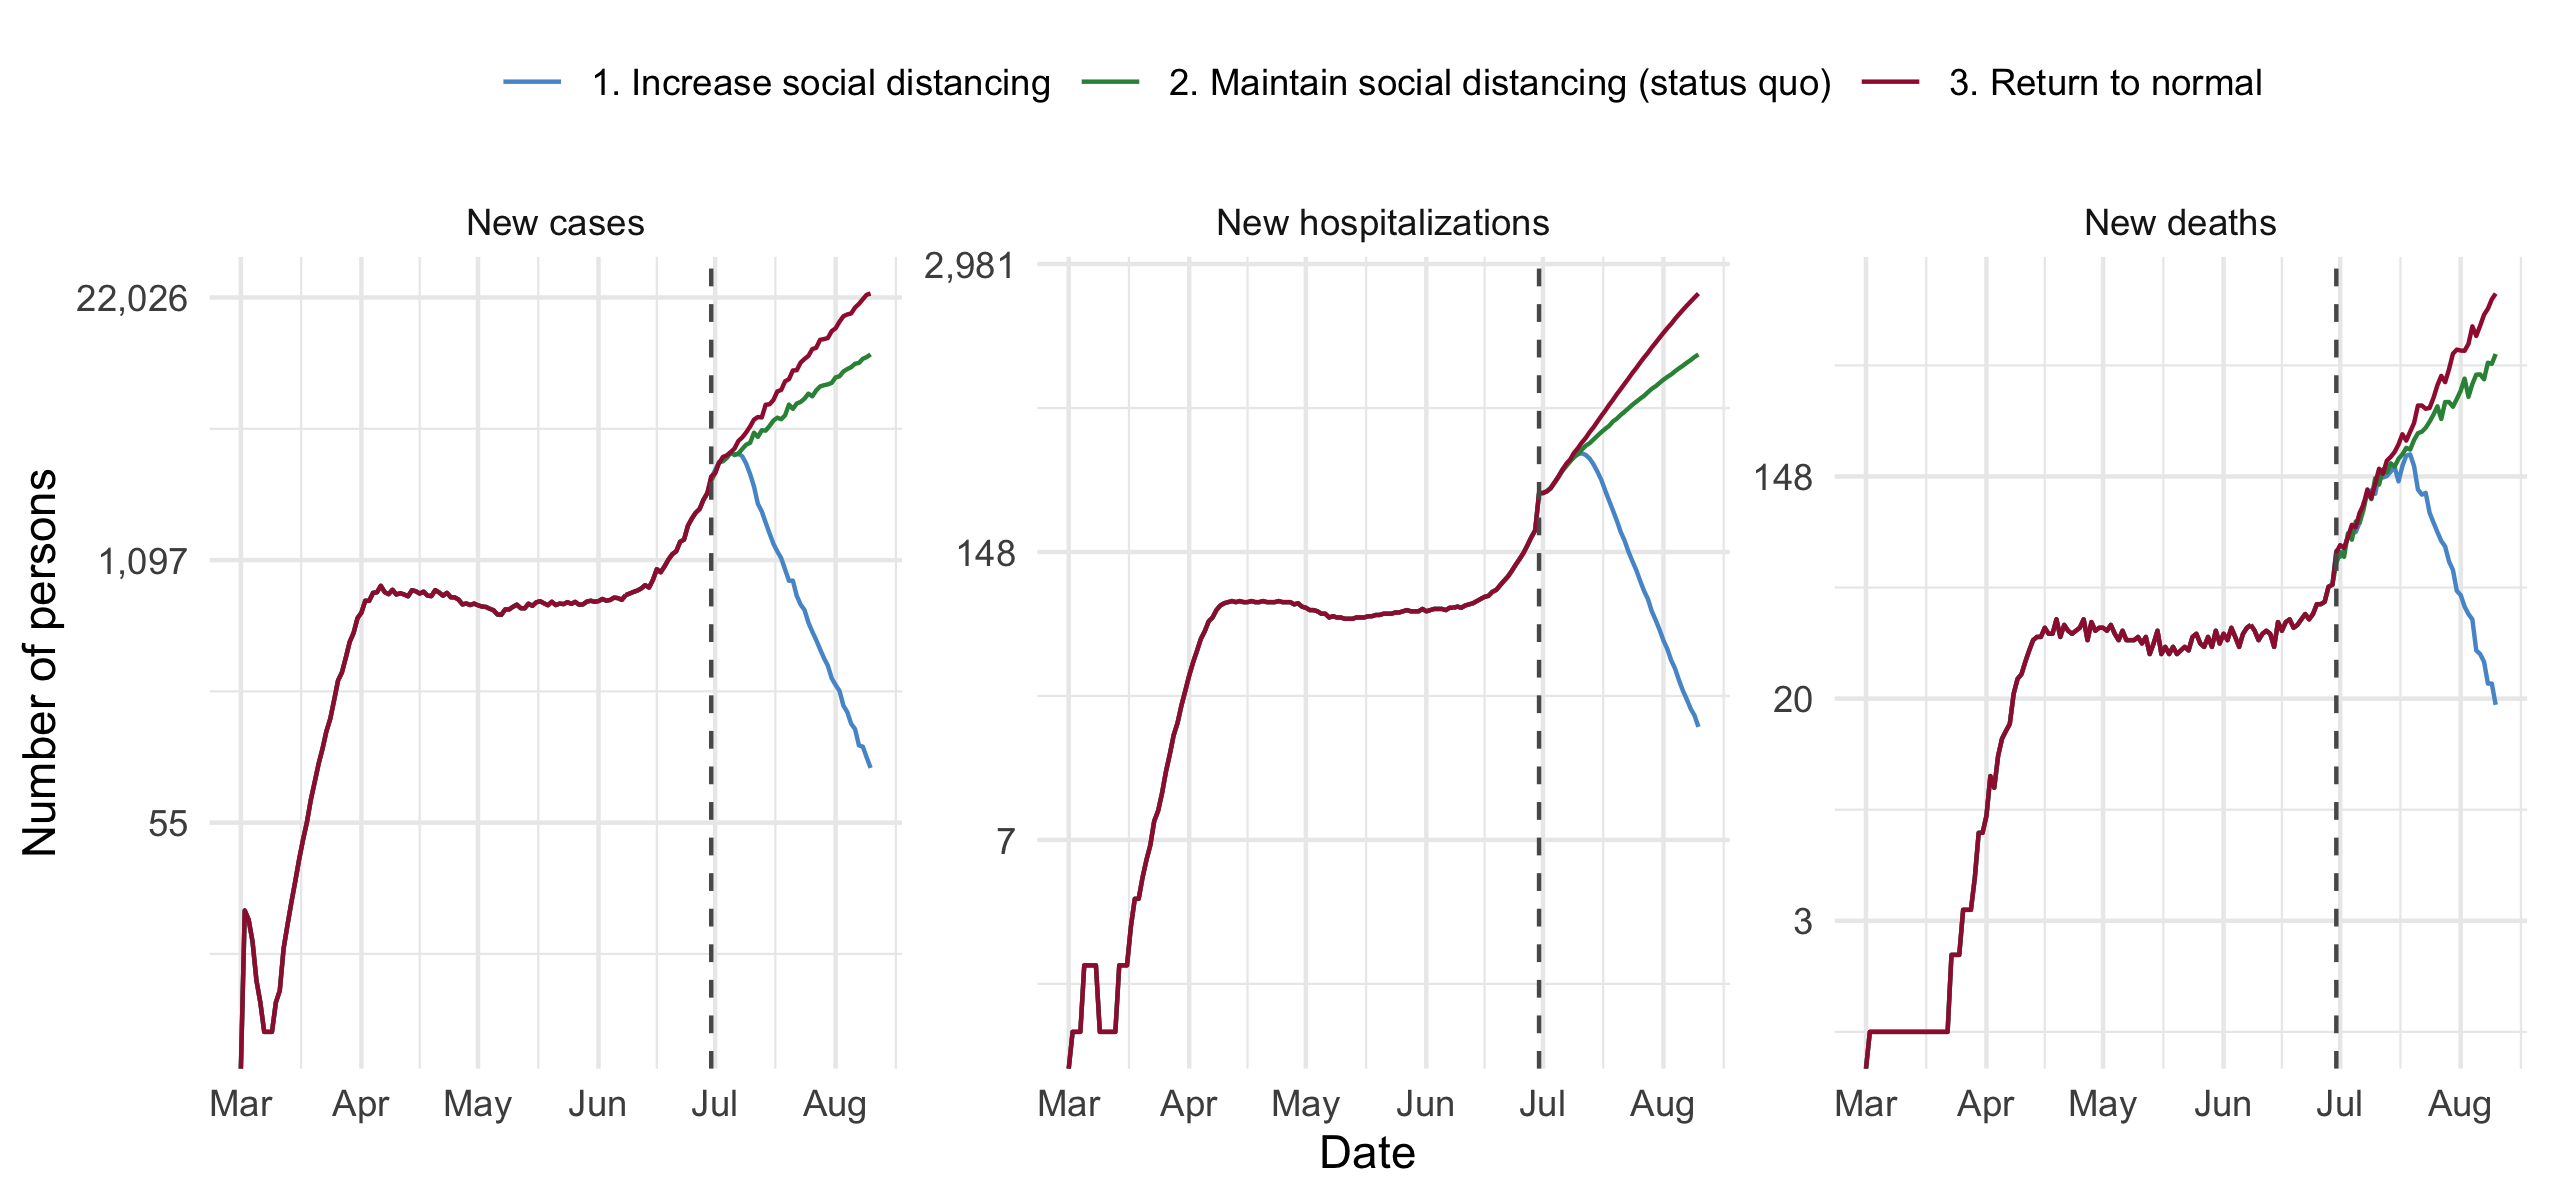 1. Increase social distancing 2. Maintain social distancing (status quo) 3. Return to normal
New cases New hospitalizations New deaths
Number of persons
22,026
1,097
55
2,981
148
7
148
20
3
Mar Apr May Jun Jul Aug Mar Apr May Jun Jul Aug Mar Apr May Jun Jul Aug
Date